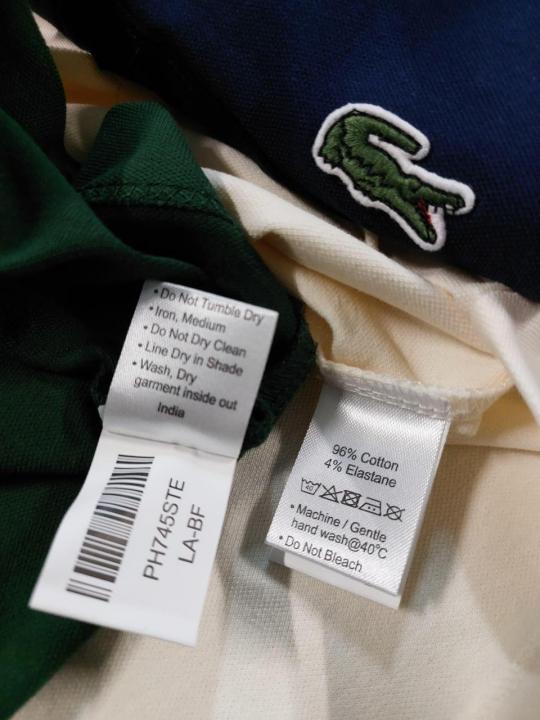 • Do Not Tumble Dry
• Iron, Medium
• Do Not Dry Clean
• Line Dry in Shade
• Wash, Dry
garment inside out
India
PH745STE
LA-BF
96% Cotton
4% Elastane
40
• Machine / Gentle
hand wash@40°C
• Do Not Bleach